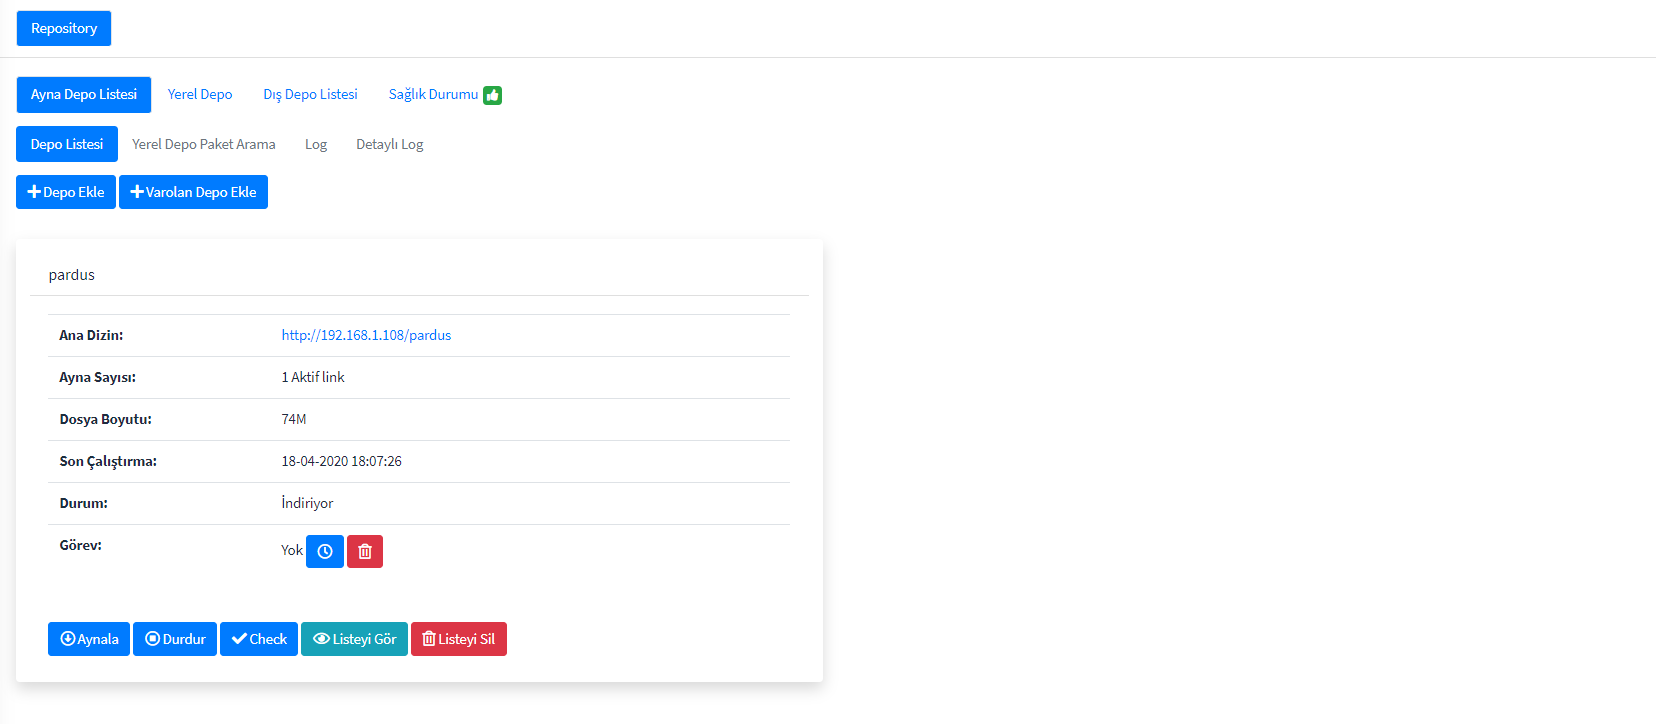 Repository
Ayna Depo Listesi Yerel Depo Dış Depo Listesi Sağlık Durumu
Depo Listesi Yerel Depo Paket Arama Log Detaylı Log
Depo Ekle Varolan Depo Ekle
pardus
Ana Dizin: http://192.168.1.108/pardus
Ayna Sayısı: 1 Aktif link
Dosya Boyutu: 74M
Son Çalıştırma: 18-04-2020 18:07:26
Durum: İndiriyor
Görev: Yok
Aynala Durdur Check Listeyi Gör Listeyi Sil